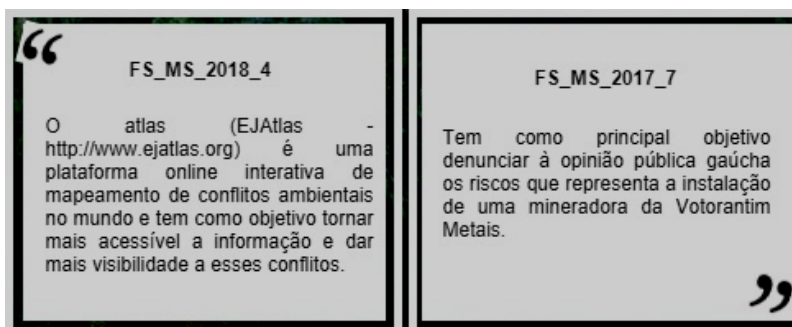 “
FS_MS_2018_4
O atlas (EJAtlas -
http://www.ejatlas.org) é uma
plataforma online interativa de
mapeamento de conflitos ambientais
no mundo e tem como objetivo tornar
mais acessível a informação e dar
mais visibilidade a esses conflitos.
FS_MS_2017_7
Tem como principal objetivo
denunciar à opinião pública gaúcha
os riscos que representa a instalação
de uma mineradora da Votorantim
Metais.
”